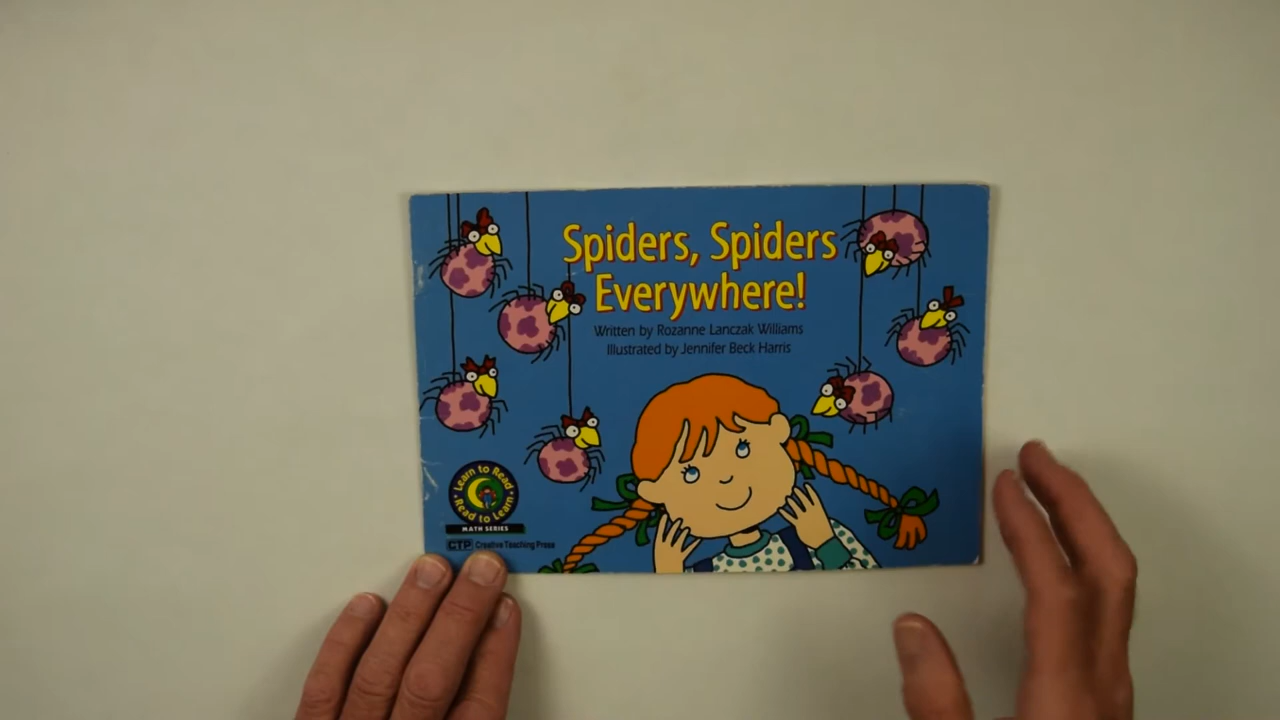 Spiders, Spiders
Everywhere!
Written by Rozanne Lanczak Williams
Illustrated by Jennifer Beck Harris
Learn to Read
Read to Learn
MATH SERIES
CTP Creative Teaching Press